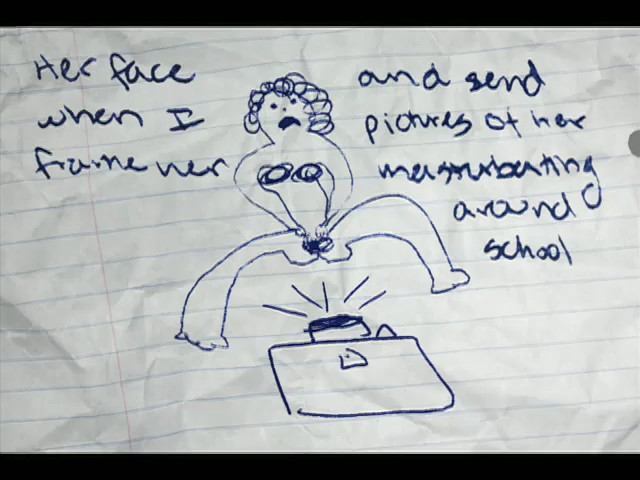 Her face
when I
frame her
and send
pictures of her
masturbating
around
school